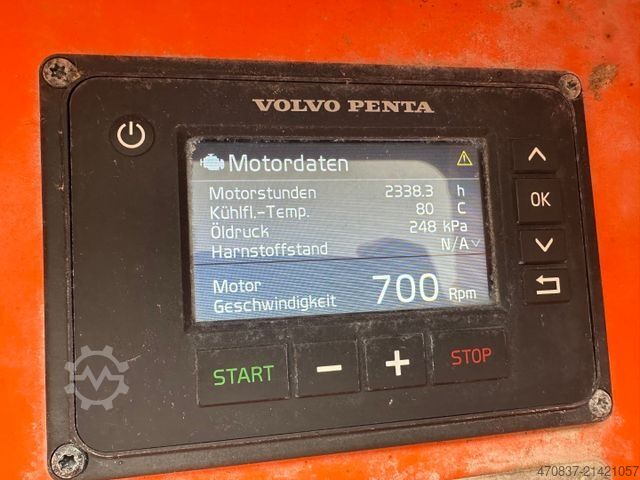 VOLVO PENTA
Motordaten
Motorstunden 2338.3 h
Kühlfl.-Temp. 80 C
Öldruck 248 kPa
Harnstoffstand N/A
Motor
Geschwindigkeit 700 Rpm
OK
START − + STOP
470837-21421057